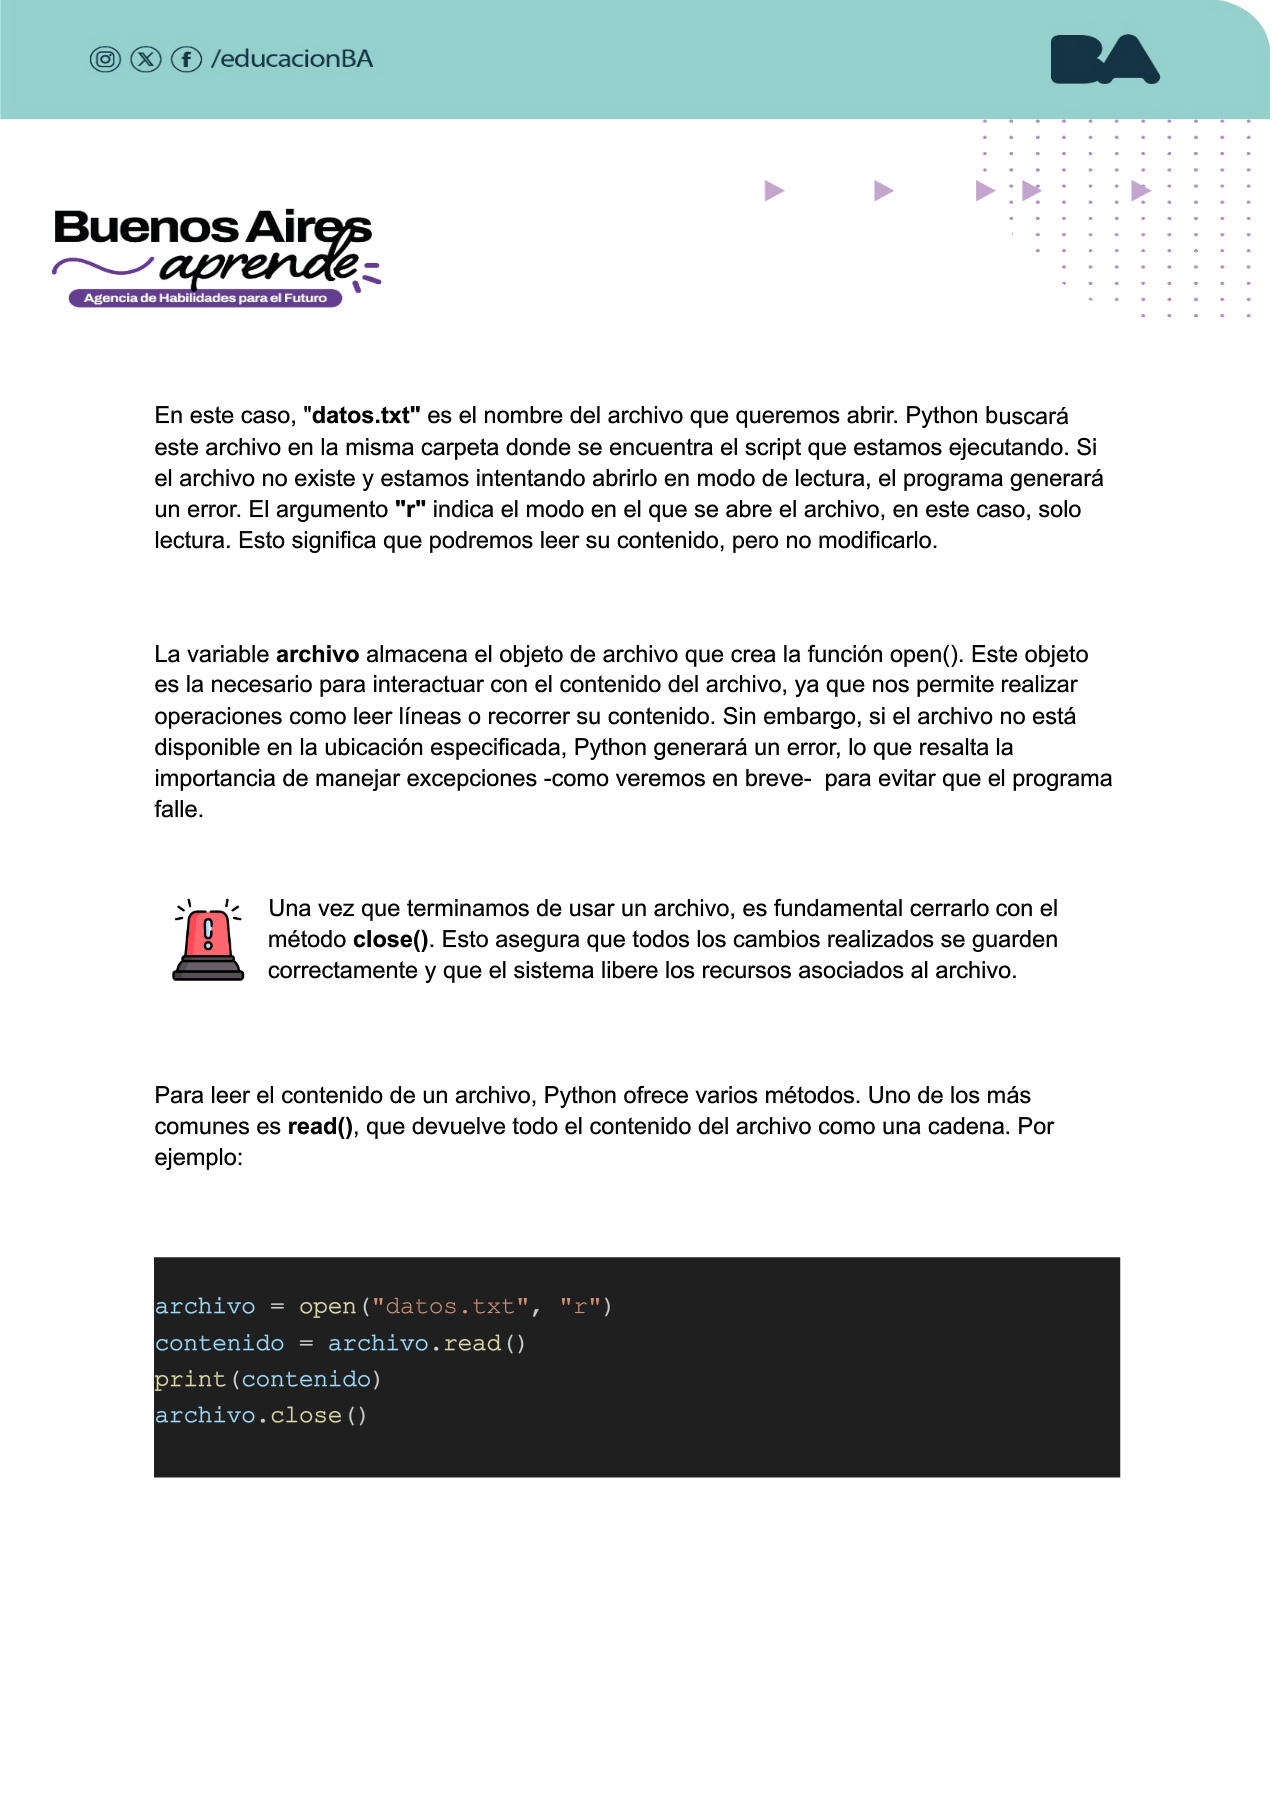 /educacionBA
BA
Buenos Aires
aprende
Agencia de Habilidades para el Futuro
En este caso, "datos.txt" es el nombre del archivo que queremos abrir. Python buscará
este archivo en la misma carpeta donde se encuentra el script que estamos ejecutando. Si
el archivo no existe y estamos intentando abrirlo en modo de lectura, el programa generará
un error. El argumento "r" indica el modo en el que se abre el archivo, en este caso, solo
lectura. Esto significa que podremos leer su contenido, pero no modificarlo.
La variable archivo almacena el objeto de archivo que crea la función open(). Este objeto
es la necesario para interactuar con el contenido del archivo, ya que nos permite realizar
operaciones como leer líneas o recorrer su contenido. Sin embargo, si el archivo no está
disponible en la ubicación especificada, Python generará un error, lo que resalta la
importancia de manejar excepciones -como veremos en breve-  para evitar que el programa
falle.
Una vez que terminamos de usar un archivo, es fundamental cerrarlo con el
método close(). Esto asegura que todos los cambios realizados se guarden
correctamente y que el sistema libere los recursos asociados al archivo.
Para leer el contenido de un archivo, Python ofrece varios métodos. Uno de los más
comunes es read(), que devuelve todo el contenido del archivo como una cadena. Por
ejemplo:
archivo = open("datos.txt", "r")
contenido = archivo.read()
print(contenido)
archivo.close()